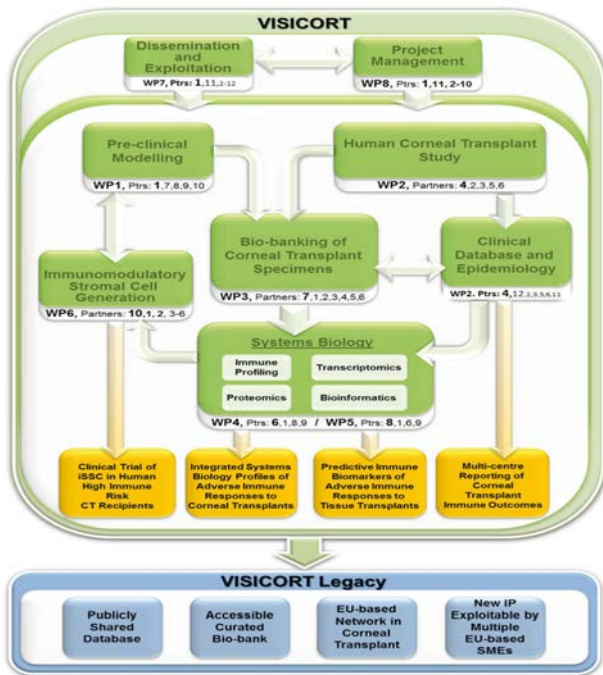 VISICORT
Dissemination
and
Exploitation
WP7, Ptrs: 1,11,2-12
Project
Management
WP8, Ptrs: 1,11, 2-10
Pre-clinical
Modelling
WP1, Ptrs: 1,7,8,9,10
Human Corneal Transplant
Study
WP2, Partners: 4,2,3,5,6
Bio-banking of
Corneal Transplant
Specimens
WP3, Partners: 7,1,2,3,4,5,6
Clinical
Database and
Epidemiology
WP2. Ptrs: 4,12,2,3,5,6,11
Immunomodulatory
Stromal Cell
Generation
WP6, Partners: 10,1, 2, 3-6
Systems Biology
Immune
Profiling
Transcriptomics
Proteomics
Bioinformatics
WP4, Ptrs: 6,1,8,9 / WP5, Ptrs: 8,1,6,9
Clinical Trial of
iSSC in Human
High Immune
Risk
CT Recipients
Integrated Systems
Biology Profiles of
Adverse Immune
Responses to
Corneal Transplants
Predictive Immune
Biomarkers of
Adverse Immune
Responses to
Tissue Transplants
Multi-centre
Reporting of
Corneal
Transplant
Immune Outcomes
VISICORT Legacy
Publicly
Shared
Database
Accessible
Curated
Bio-bank
EU-based
Network in
Corneal
Transplant
New IP
Exploitable by
Multiple
EU-based
SMEs